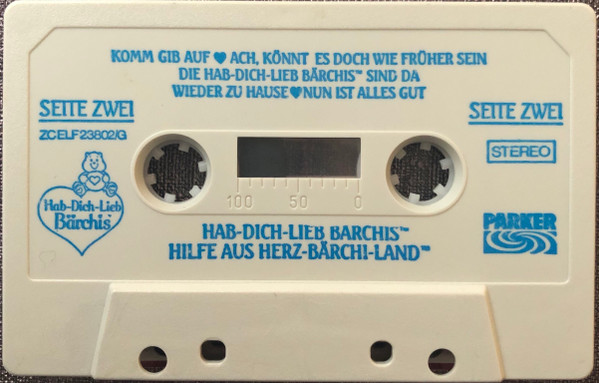 KOMM GIB AUF ♥ ACH, KÖNNT ES DOCH WIE FRÜHER SEIN
DIE HAB-DICH-LIEB BÄRCHIS™ SIND DA
WIEDER ZU HAUSE ♥ NUN IST ALLES GUT
SEITE ZWEI
SEITE ZWEI
ZCELF 23802/G
STEREO
Hab-Dich-Lieb
Bärchis™
100 50 0
PARKER
HAB-DICH-LIEB BÄRCHIS™
HILFE AUS HERZ-BÄRCHI-LAND™